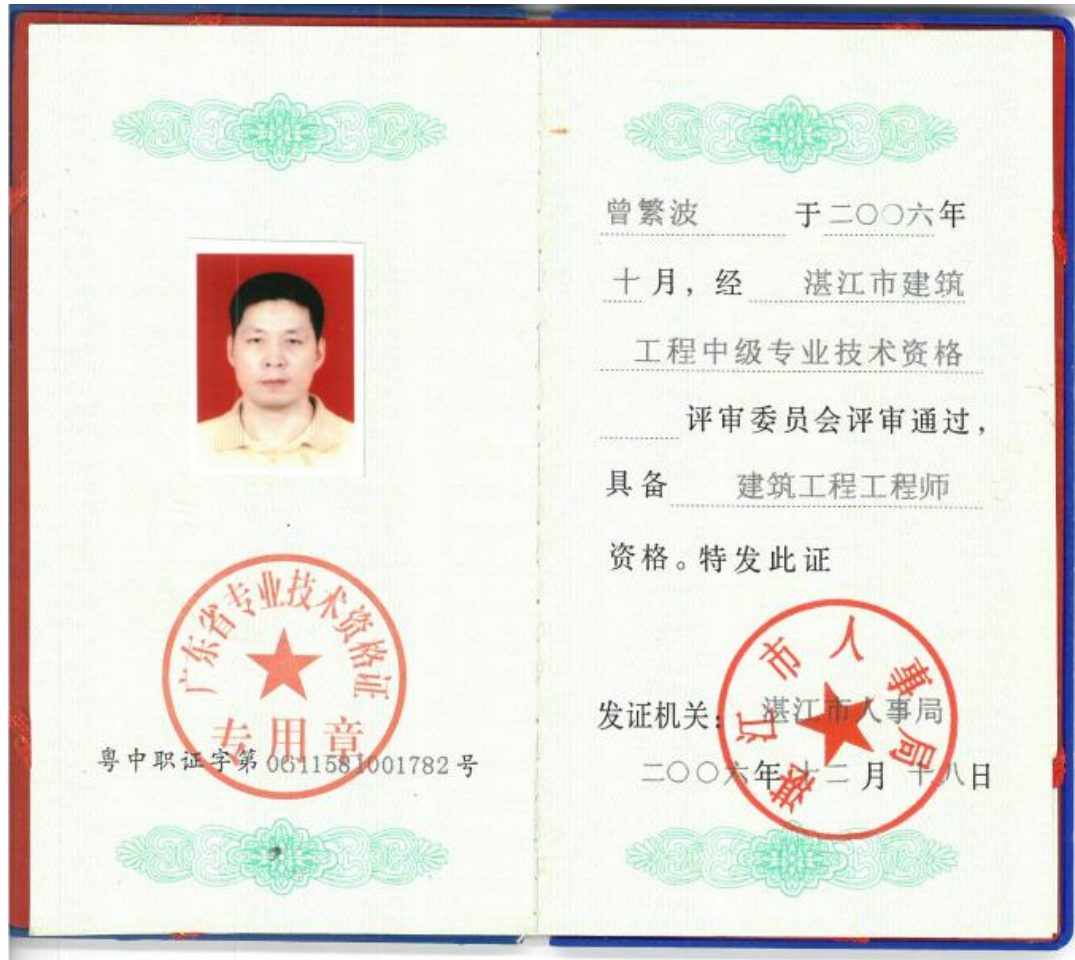 广东省专业技术资格证
专用章
粤中职证字第0611581001782号
曾繁波 于二〇〇六年
十月，经 湛江市建筑
工程中级专业技术资格
评审委员会评审通过，
具备 建筑工程工程师
资格。特发此证
湛江市人事局
发证机关：湛江市人事局
二〇〇六年十二月十八日